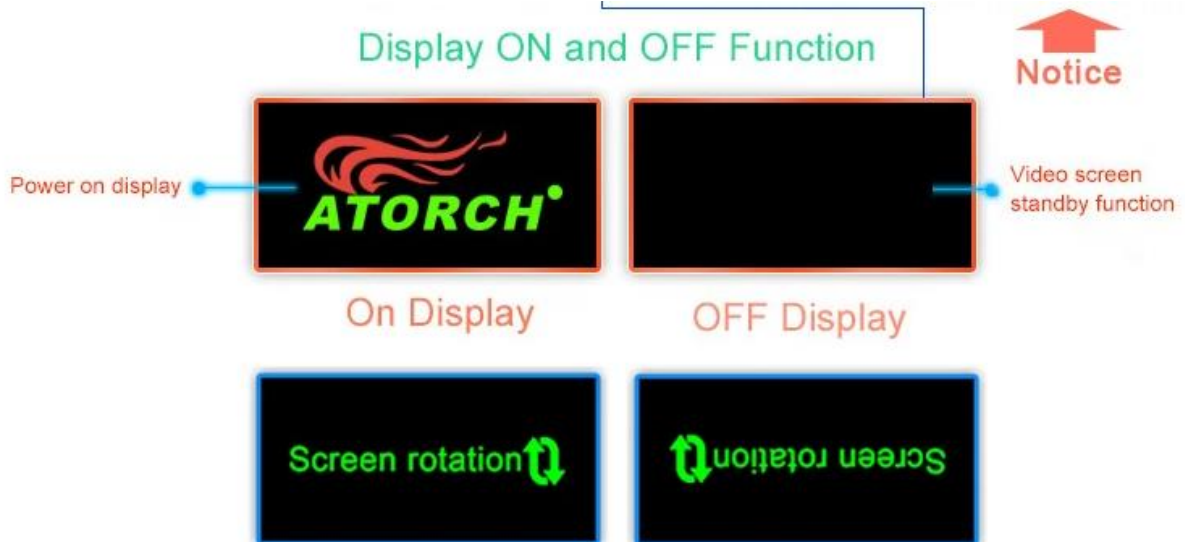 Display ON and OFF Function
Notice
Power on display
ATORCH
Video screen
standby function
On Display
OFF Display
Screen rotation
Screen rotation